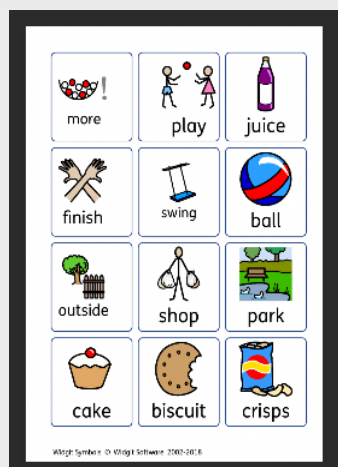 more
play
juice
finish
swing
ball
outside
shop
park
cake
biscuit
crisps
Widgit Symbols © Widgit Software 2002-2018